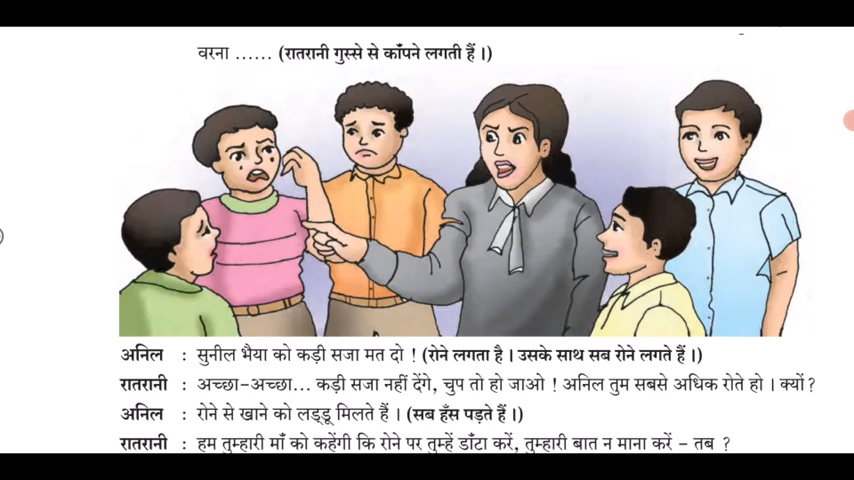 वरना ...... (रातरानी गुस्से से काँपने लगती हैं।)
अनिल : सुनील भैया को कड़ी सजा मत दो ! (रोने लगता है। उसके साथ सब रोने लगते हैं।)
रातरानी : अच्छा-अच्छा... कड़ी सजा नहीं देंगे, चुप तो हो जाओ ! अनिल तुम सबसे अधिक रोते हो। क्यों?
अनिल : रोने से खाने को लड्डू मिलते हैं। (सब हँस पड़ते हैं।)
रातरानी : हम तुम्हारी माँ को कहेंगी कि रोने पर तुम्हें डाँटा करें, तुम्हारी बात न माना करें - तब ?